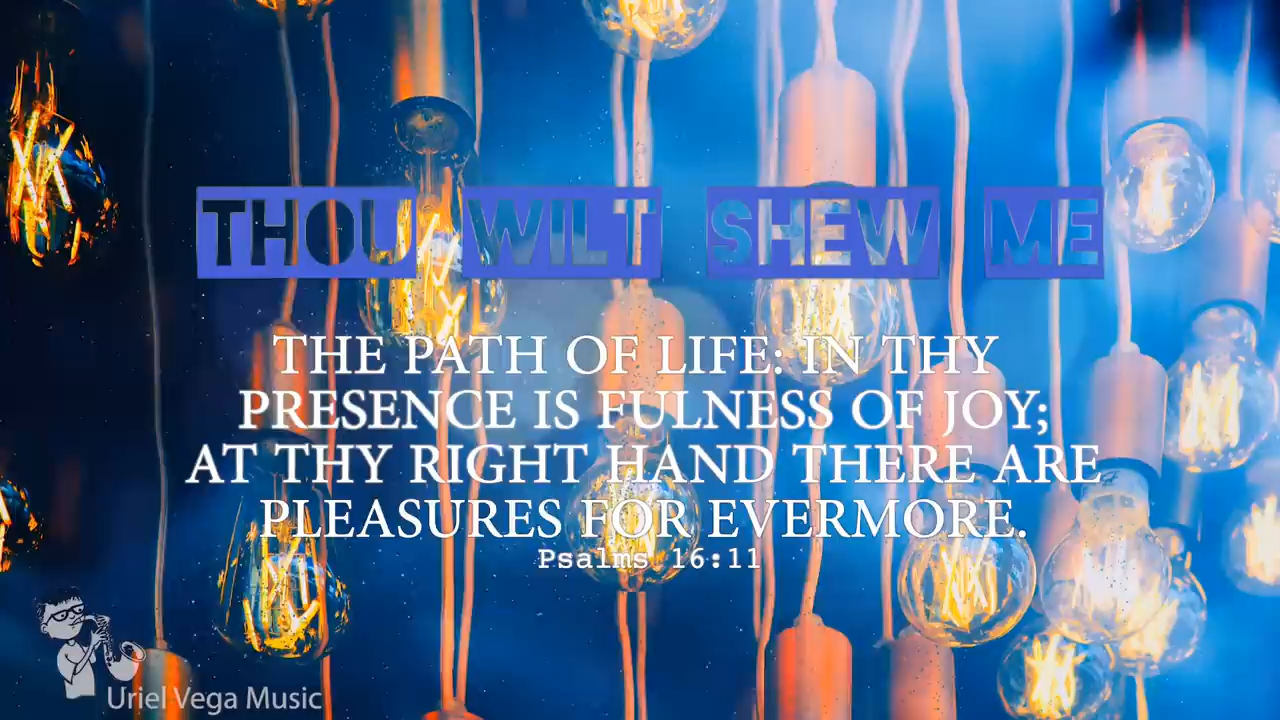 THOU WILT SHEW ME
THE PATH OF LIFE: IN THY
PRESENCE IS FULNESS OF JOY;
AT THY RIGHT HAND THERE ARE
PLEASURES FOR EVERMORE.
Psalms 16:11
Uriel Vega Music